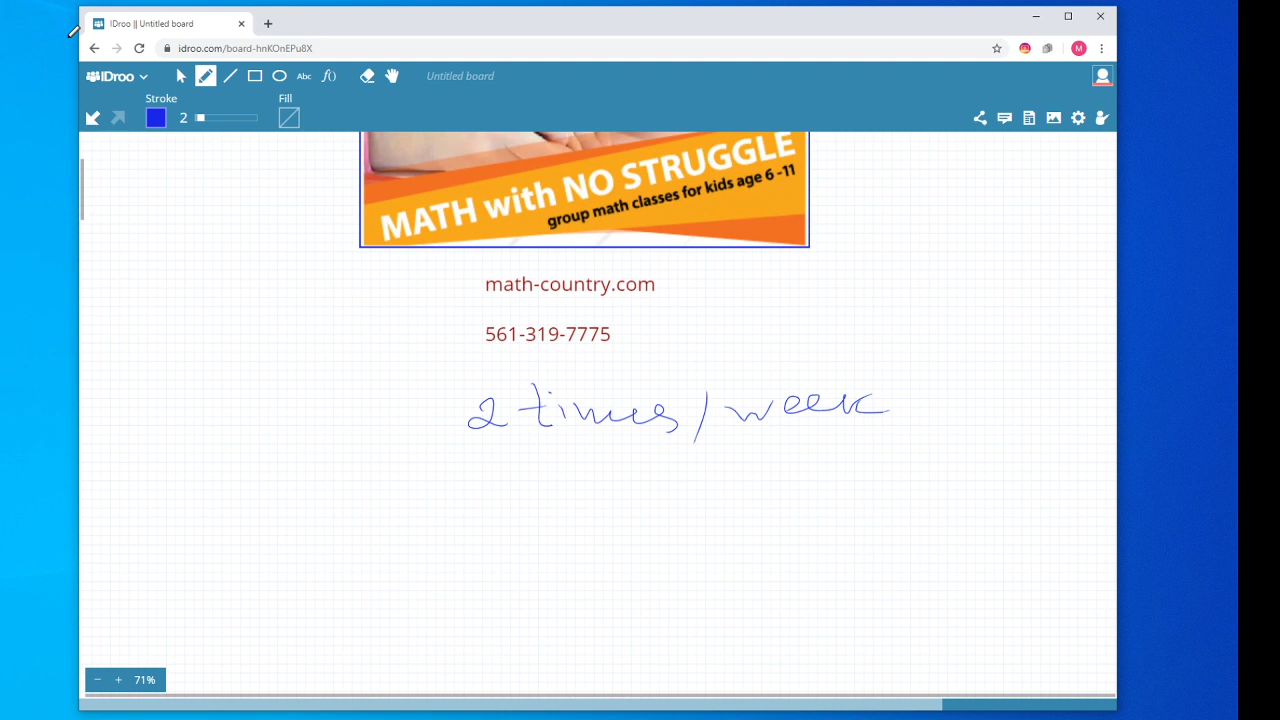 IDroo || Untitled board
idroo.com/board-hnKOnEPu8X
M
IDroo
Abc
f()
Untitled board
Stroke
Fill
2
MATH with NO STRUGGLE
group math classes for kids age 6 -11
math-country.com
561-319-7775
2 times / week
71%